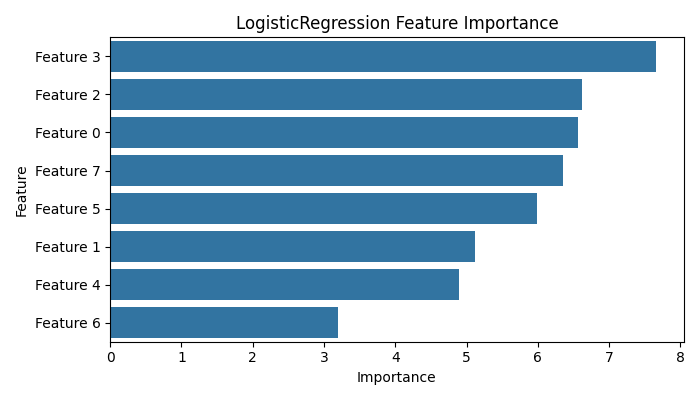 LogisticRegression Feature Importance
Feature
Feature 3
Feature 2
Feature 0
Feature 7
Feature 5
Feature 1
Feature 4
Feature 6
0 1 2 3 4 5 6 7 8
Importance